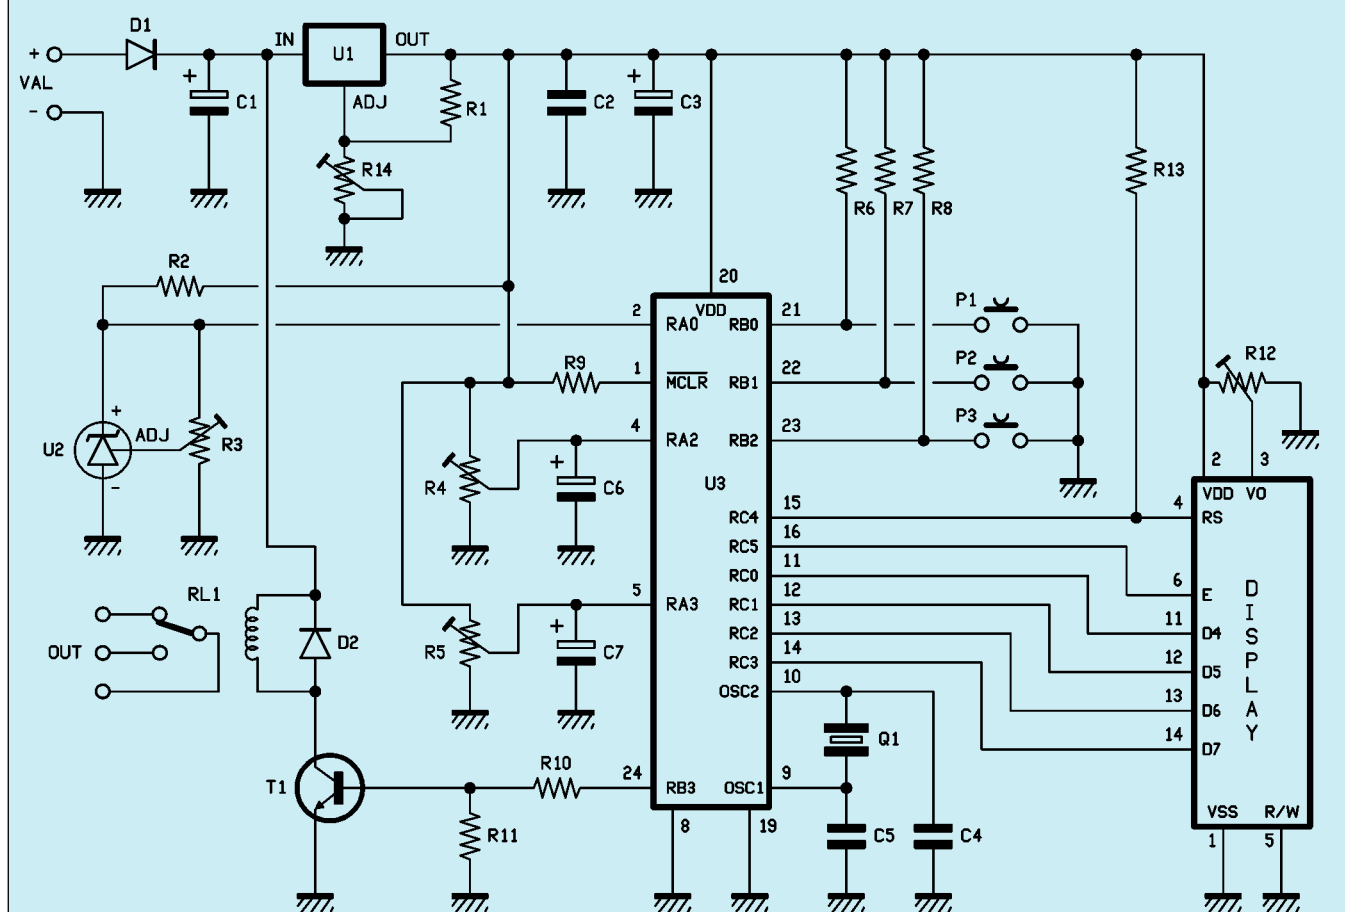 D1
IN U1 OUT
+
VAL
-
+ C1
ADJ
R1
C2
+ C3
R14
R6 R7 R8
R13
R2
20
VDD
2 RA0 RB0 21
P1
R9
1 MCLR RB1 22
P2
R12
+
ADJ
U2
-
R3
4 RA2 RB2 23
P3
R4
+ C6
U3
2 3
VDD VO
RC4 15
4 RS
RC5 16
RC0 11
6 E
RL1
5 RA3 RC1 12
11 D4
OUT
D2
R5
+ C7
RC2 13
12 D5
RC3 14
13 D6
OSC2 10
14 D7
DISPLAY
Q1
T1
R10
24 RB3 OSC1 9
R11
8 19
C5 C4
VSS R/W
1 5